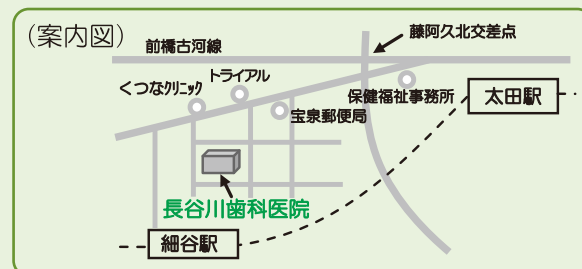 (案内図)
前橋古河線
藤阿久北交差点
くつなクリニック
トライアル
保健福祉事務所
太田駅
宝泉郵便局
長谷川歯科医院
細谷駅